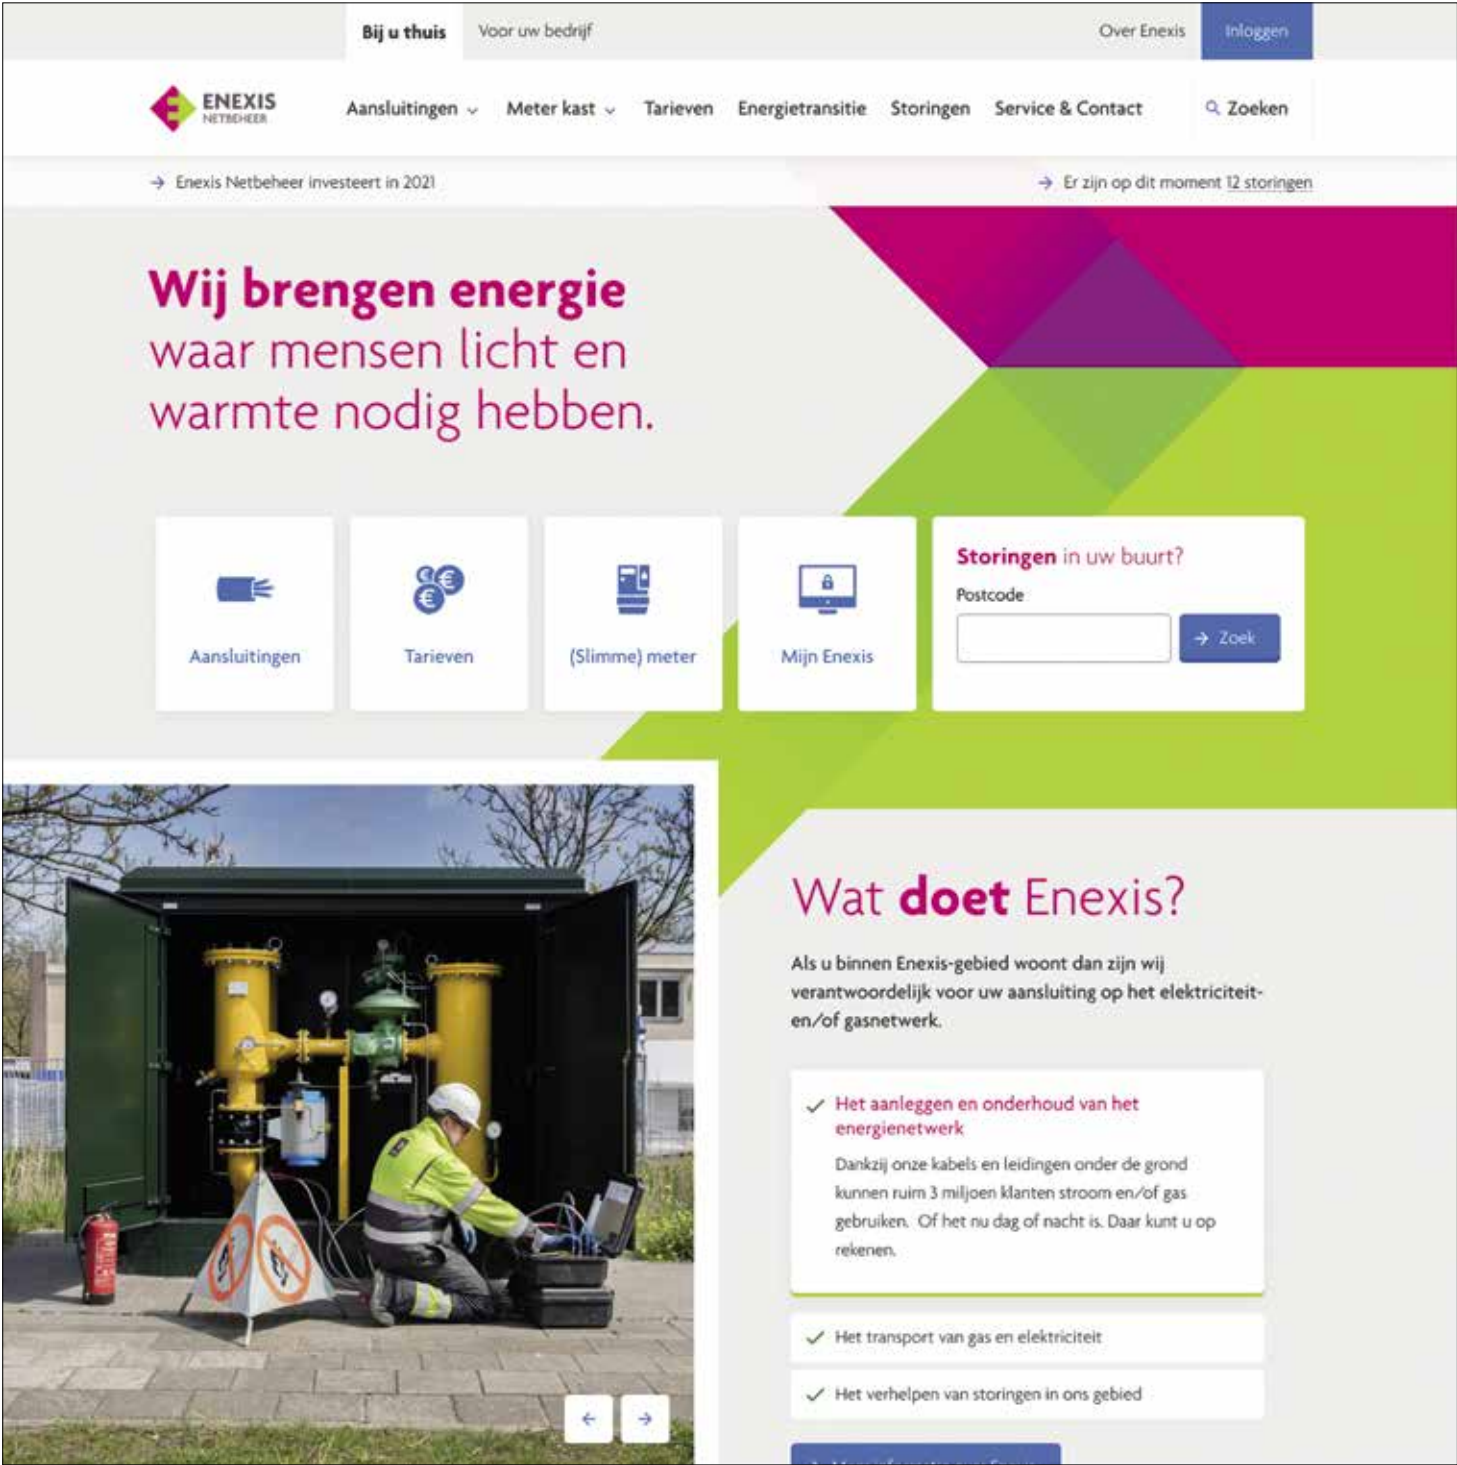 Bij u thuis
Voor uw bedrijf
Over Enexis
Inloggen
ENEXIS
NETBEHEER
Aansluitingen
Meter kast
Tarieven
Energietransitie
Storingen
Service & Contact
Zoeken
→ Enexis Netbeheer investeert in 2021
→ Er zijn op dit moment 12 storingen
Wij brengen energie
waar mensen licht en
warmte nodig hebben.
Aansluitingen
Tarieven
(Slimme) meter
Mijn Enexis
Storingen in uw buurt?
Postcode
→ Zoek
Wat doet Enexis?
Als u binnen Enexis-gebied woont dan zijn wij
verantwoordelijk voor uw aansluiting op het elektriciteit-
en/of gasnetwerk.
Het aanleggen en onderhoud van het
energienetwerk
Dankzij onze kabels en leidingen onder de grond
kunnen ruim 3 miljoen klanten stroom en/of gas
gebruiken. Of het nu dag of nacht is. Daar kunt u op
rekenen.
Het transport van gas en elektriciteit
Het verhelpen van storingen in ons gebied